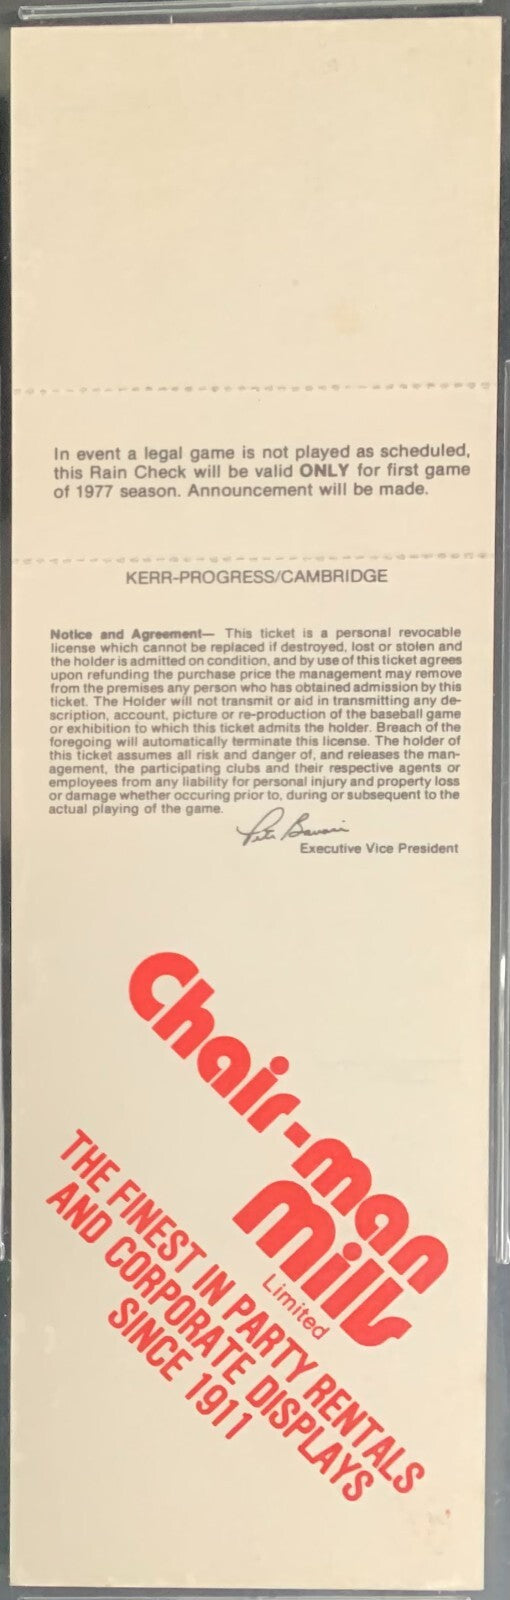 In event a legal game is not played as scheduled,
this Rain Check will be valid ONLY for first game
of 1977 season. Announcement will be made.
KERR-PROGRESS/CAMBRIDGE
Notice and Agreement— This ticket is a personal revocable
license which cannot be replaced if destroyed, lost or stolen and
the holder is admitted on condition, and by use of this ticket agrees
upon refunding the purchase price the management may remove
from the premises any person who has obtained admission by this
ticket. The Holder will not transmit or aid in transmitting any de-
scription, account, picture or re-production of the baseball game
or exhibition to which this ticket admits the holder. Breach of the
foregoing will automatically terminate this license. The holder of
this ticket assumes all risk and danger of, and releases the man-
agement, the participating clubs and their respective agents or
employees from any liability for personal injury and property loss
or damage whether occuring prior to, during or subsequent to the
actual playing of the game.
Executive Vice President
Chair-man
Mills
Limited
THE FINEST IN PARTY RENTALS
AND CORPORATE DISPLAYS
SINCE 1911